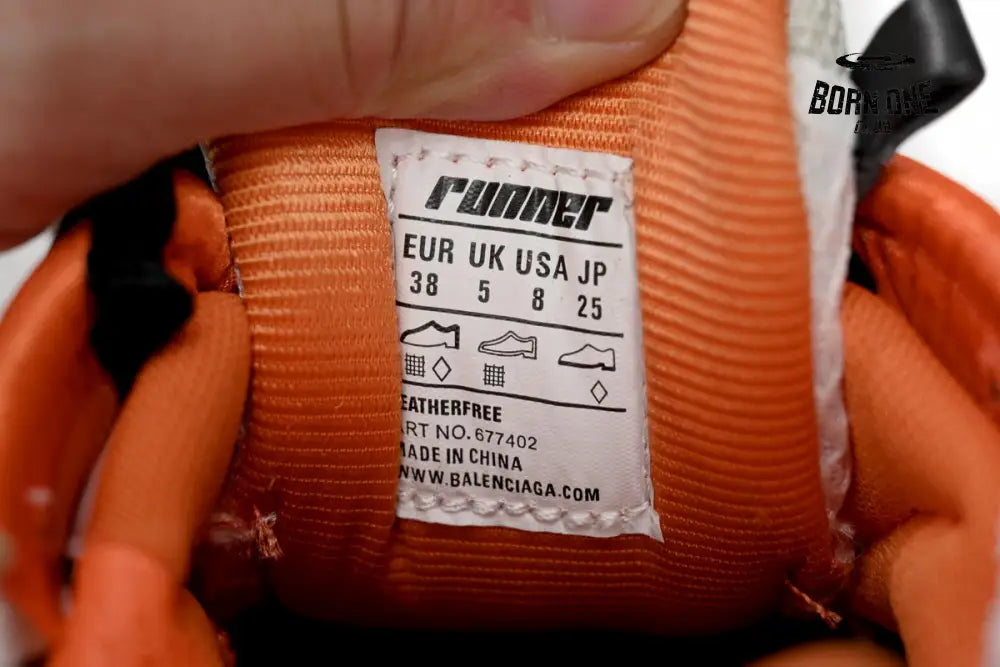 BORN ONE
runner
EUR UK USA JP
38 5 8 25
EATHERFREE
RT NO. 677402
MADE IN CHINA
WWW.BALENCIAGA.COM